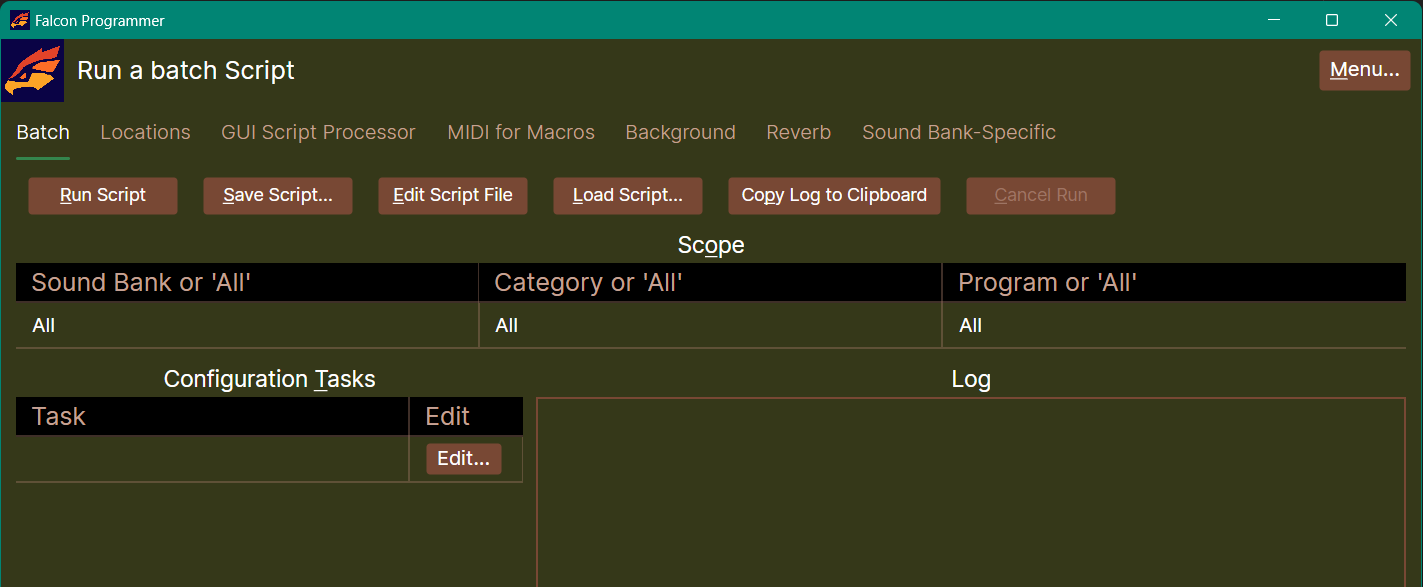 Falcon Programmer
Run a batch Script
Menu...
Batch Locations GUI Script Processor MIDI for Macros Background Reverb Sound Bank-Specific
Run Script Save Script... Edit Script File Load Script... Copy Log to Clipboard Cancel Run
Scope
Sound Bank or 'All' Category or 'All' Program or 'All'
All All All
Configuration Tasks Log
Task Edit
Edit...